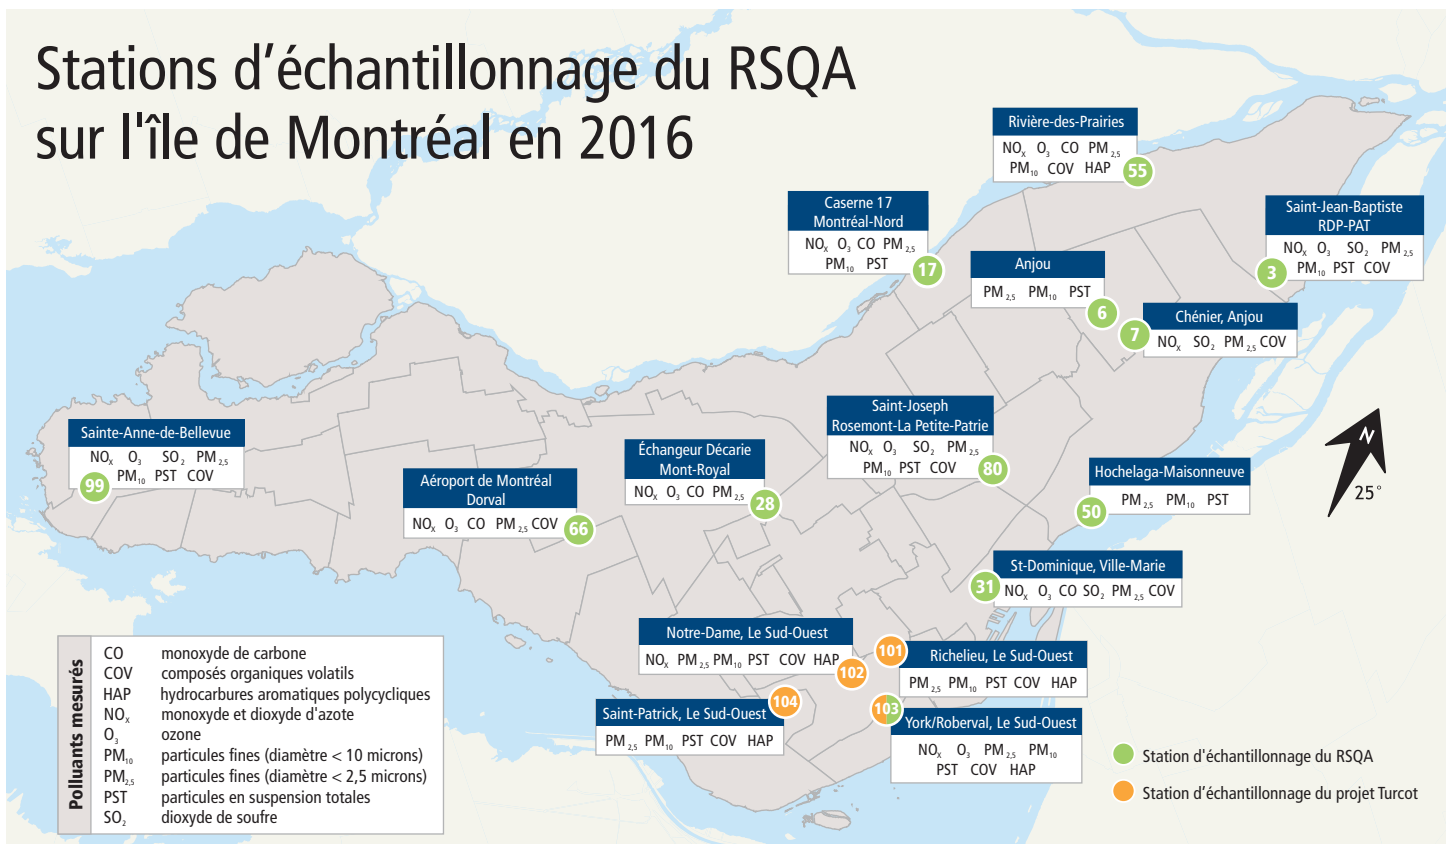 Stations d'échantillonnage du RSQA
sur l'île de Montréal en 2016
Rivière-des-Prairies
NOX O3 CO PM2,5
PM10 COV HAP
55
Caserne 17
Montréal-Nord
NOX O3 CO PM2,5
PM10 PST
17
Saint-Jean-Baptiste
RDP-PAT
NOX O3 SO2 PM2,5
PM10 PST COV
3
Anjou
PM2,5 PM10 PST
6
Chénier, Anjou
NOX SO2 PM2,5 COV
7
Saint-Joseph
Rosemont-La Petite-Patrie
NOX O3 SO2 PM2,5
PM10 PST COV
80
Sainte-Anne-de-Bellevue
NOX O3 SO2 PM2,5
PM10 PST COV
99
Échangeur Décarie
Mont-Royal
NOX O3 CO PM2,5
28
Aéroport de Montréal
Dorval
NOX O3 CO PM2,5 COV
66
Hochelaga-Maisonneuve
PM2,5 PM10 PST
50
N
25°
St-Dominique, Ville-Marie
NOX O3 CO SO2 PM2,5 COV
31
Notre-Dame, Le Sud-Ouest
NOX PM2,5 PM10 PST COV HAP
102
101
Richelieu, Le Sud-Ouest
PM2,5 PM10 PST COV HAP
Saint-Patrick, Le Sud-Ouest
PM2,5 PM10 PST COV HAP
104
103
York/Roberval, Le Sud-Ouest
NOX O3 PM2,5 PM10
PST COV HAP
Polluants mesurés
CO monoxyde de carbone
COV composés organiques volatils
HAP hydrocarbures aromatiques polycycliques
NOX monoxyde et dioxyde d'azote
O3 ozone
PM10 particules fines (diamètre < 10 microns)
PM2,5 particules fines (diamètre < 2,5 microns)
PST particules en suspension totales
SO2 dioxyde de soufre
Station d'échantillonnage du RSQA
Station d'échantillonnage du projet Turcot